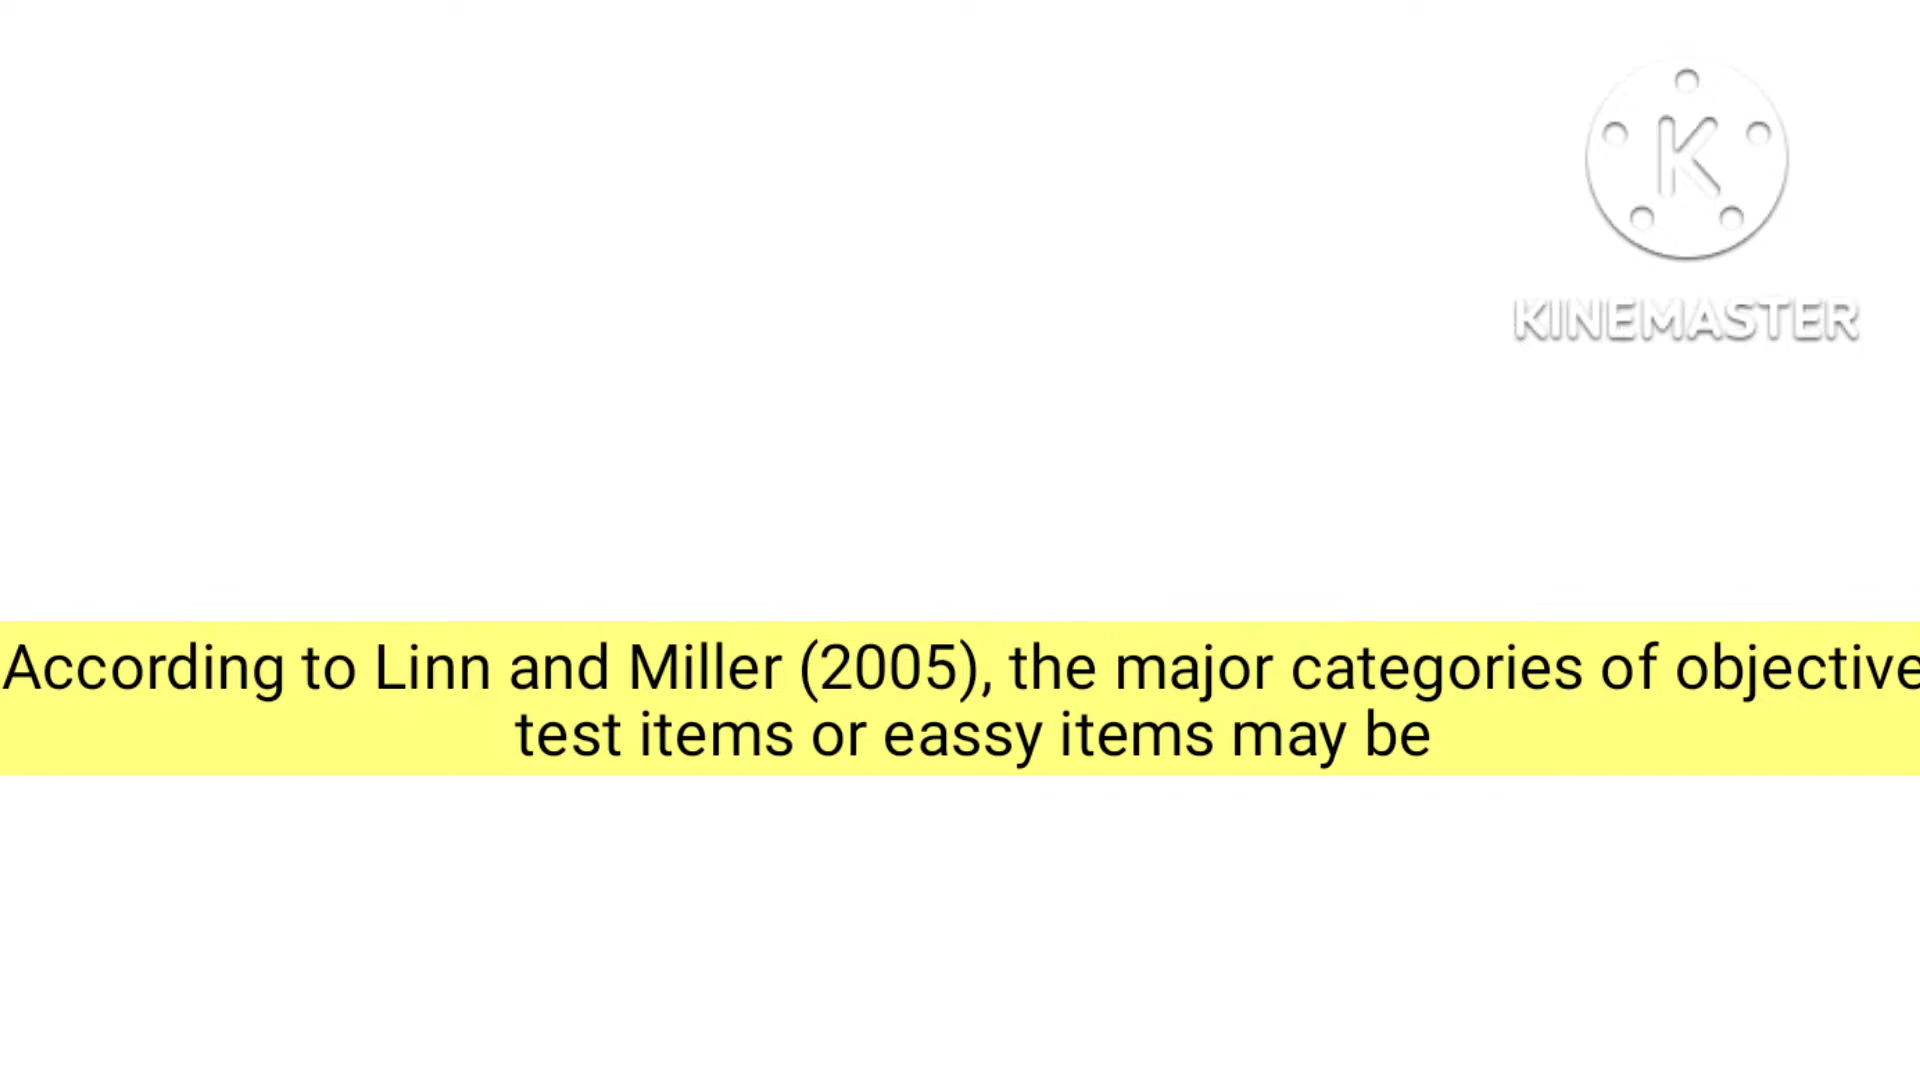 K
KINEMASTER
According to Linn and Miller (2005), the major categories of objective
test items or eassy items may be